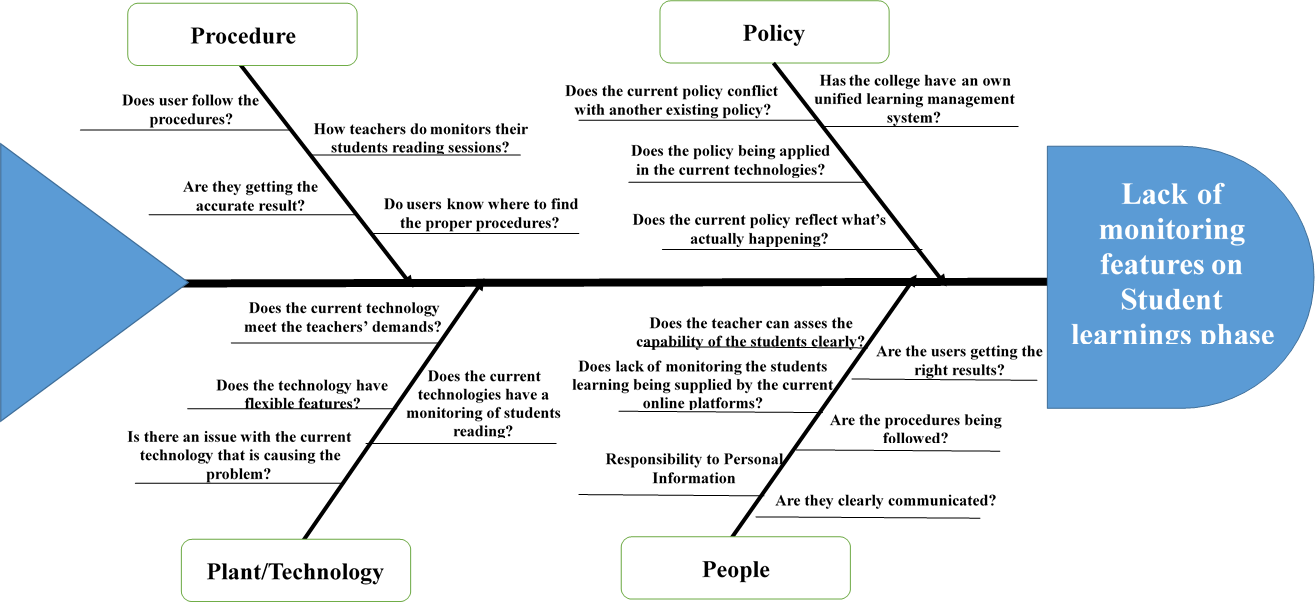 Procedure
Does user follow the
procedures?
How teachers do monitors their
students reading sessions?
Are they getting the
accurate result?
Do users know where to find
the proper procedures?
Policy
Does the current policy conflict
with another existing policy?
Has the college have an own
unified learning management
system?
Does the policy being applied
in the current technologies?
Does the current policy reflect what's
actually happening?
Lack of
monitoring
features on
Student
learnings phase
Does the current technology
meet the teachers' demands?
Does the technology have
flexible features?
Does the current
technologies have a
monitoring of students
reading?
Is there an issue with the current
technology that is causing the
problem?
Plant/Technology
Does the teacher can asses the
capability of the students clearly?
Are the users getting the
right results?
Does lack of monitoring the students
learning being supplied by the current
online platforms?
Are the procedures being
followed?
Responsibility to Personal
Information
Are they clearly communicated?
People